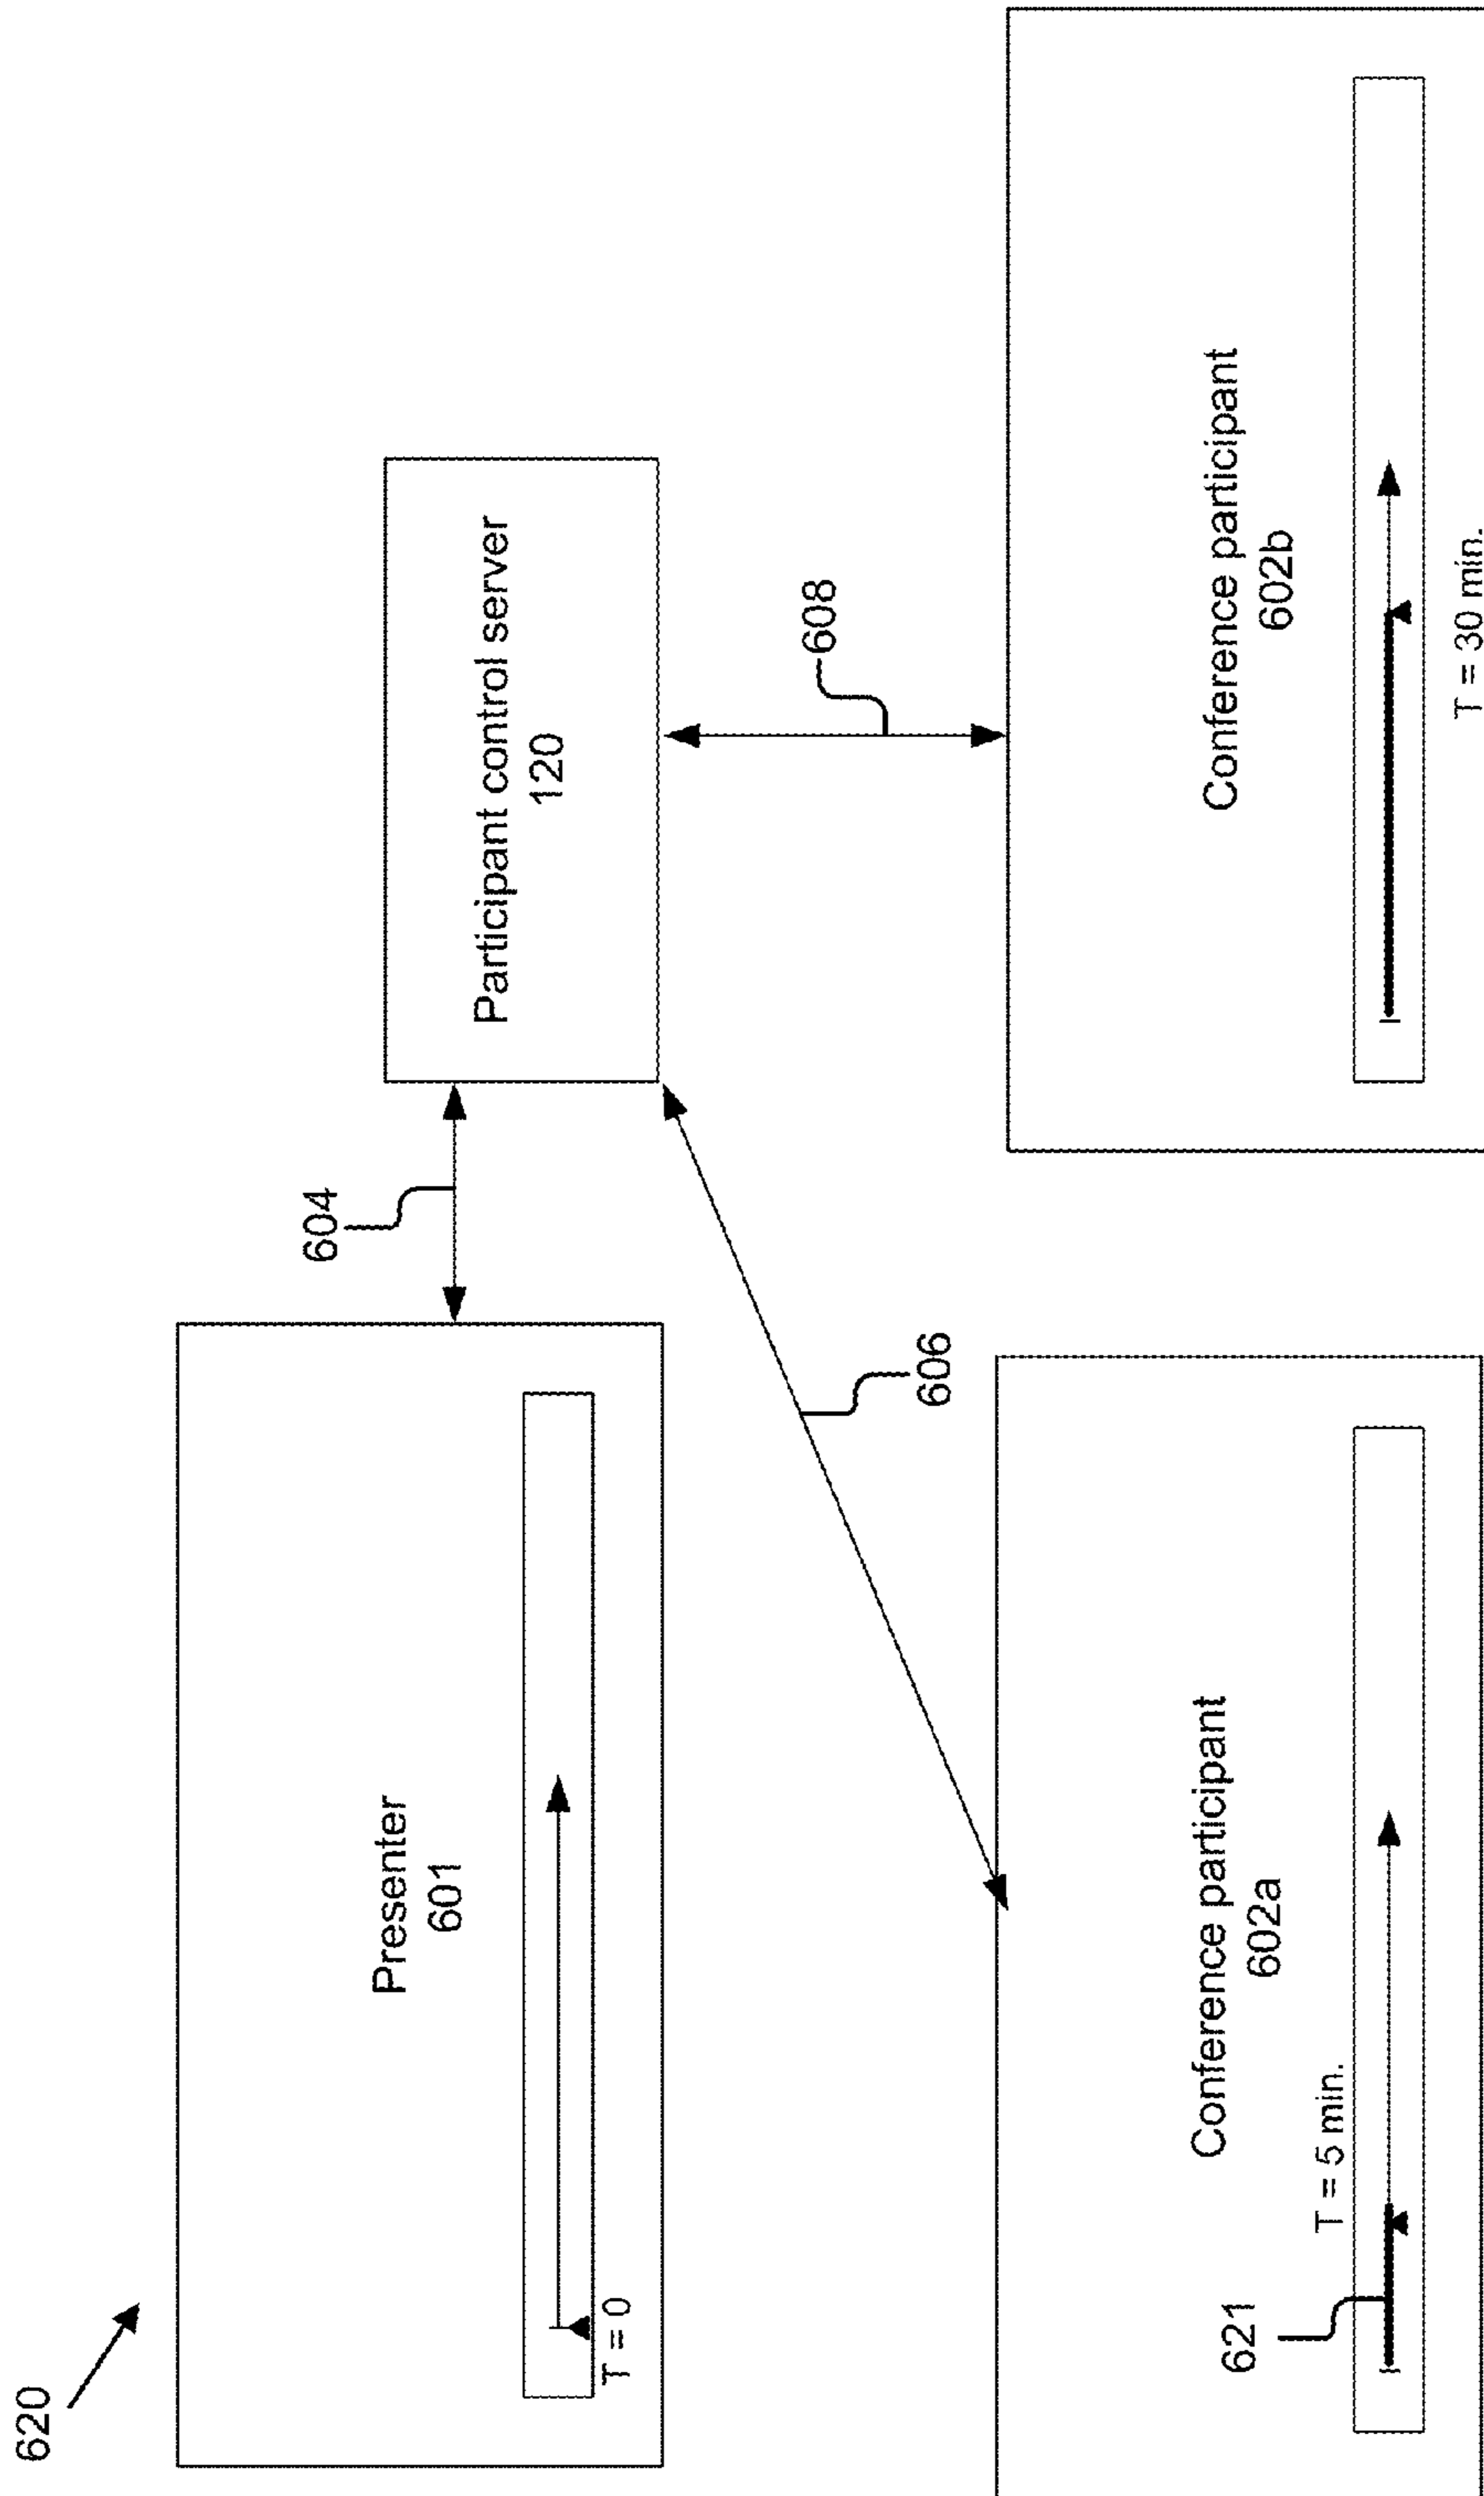 620
Presenter
601
T = 0
604
Participant control server
120
606
608
Conference participant
602a
T = 5 min.
621
Conference participant
602b
T = 30 min.